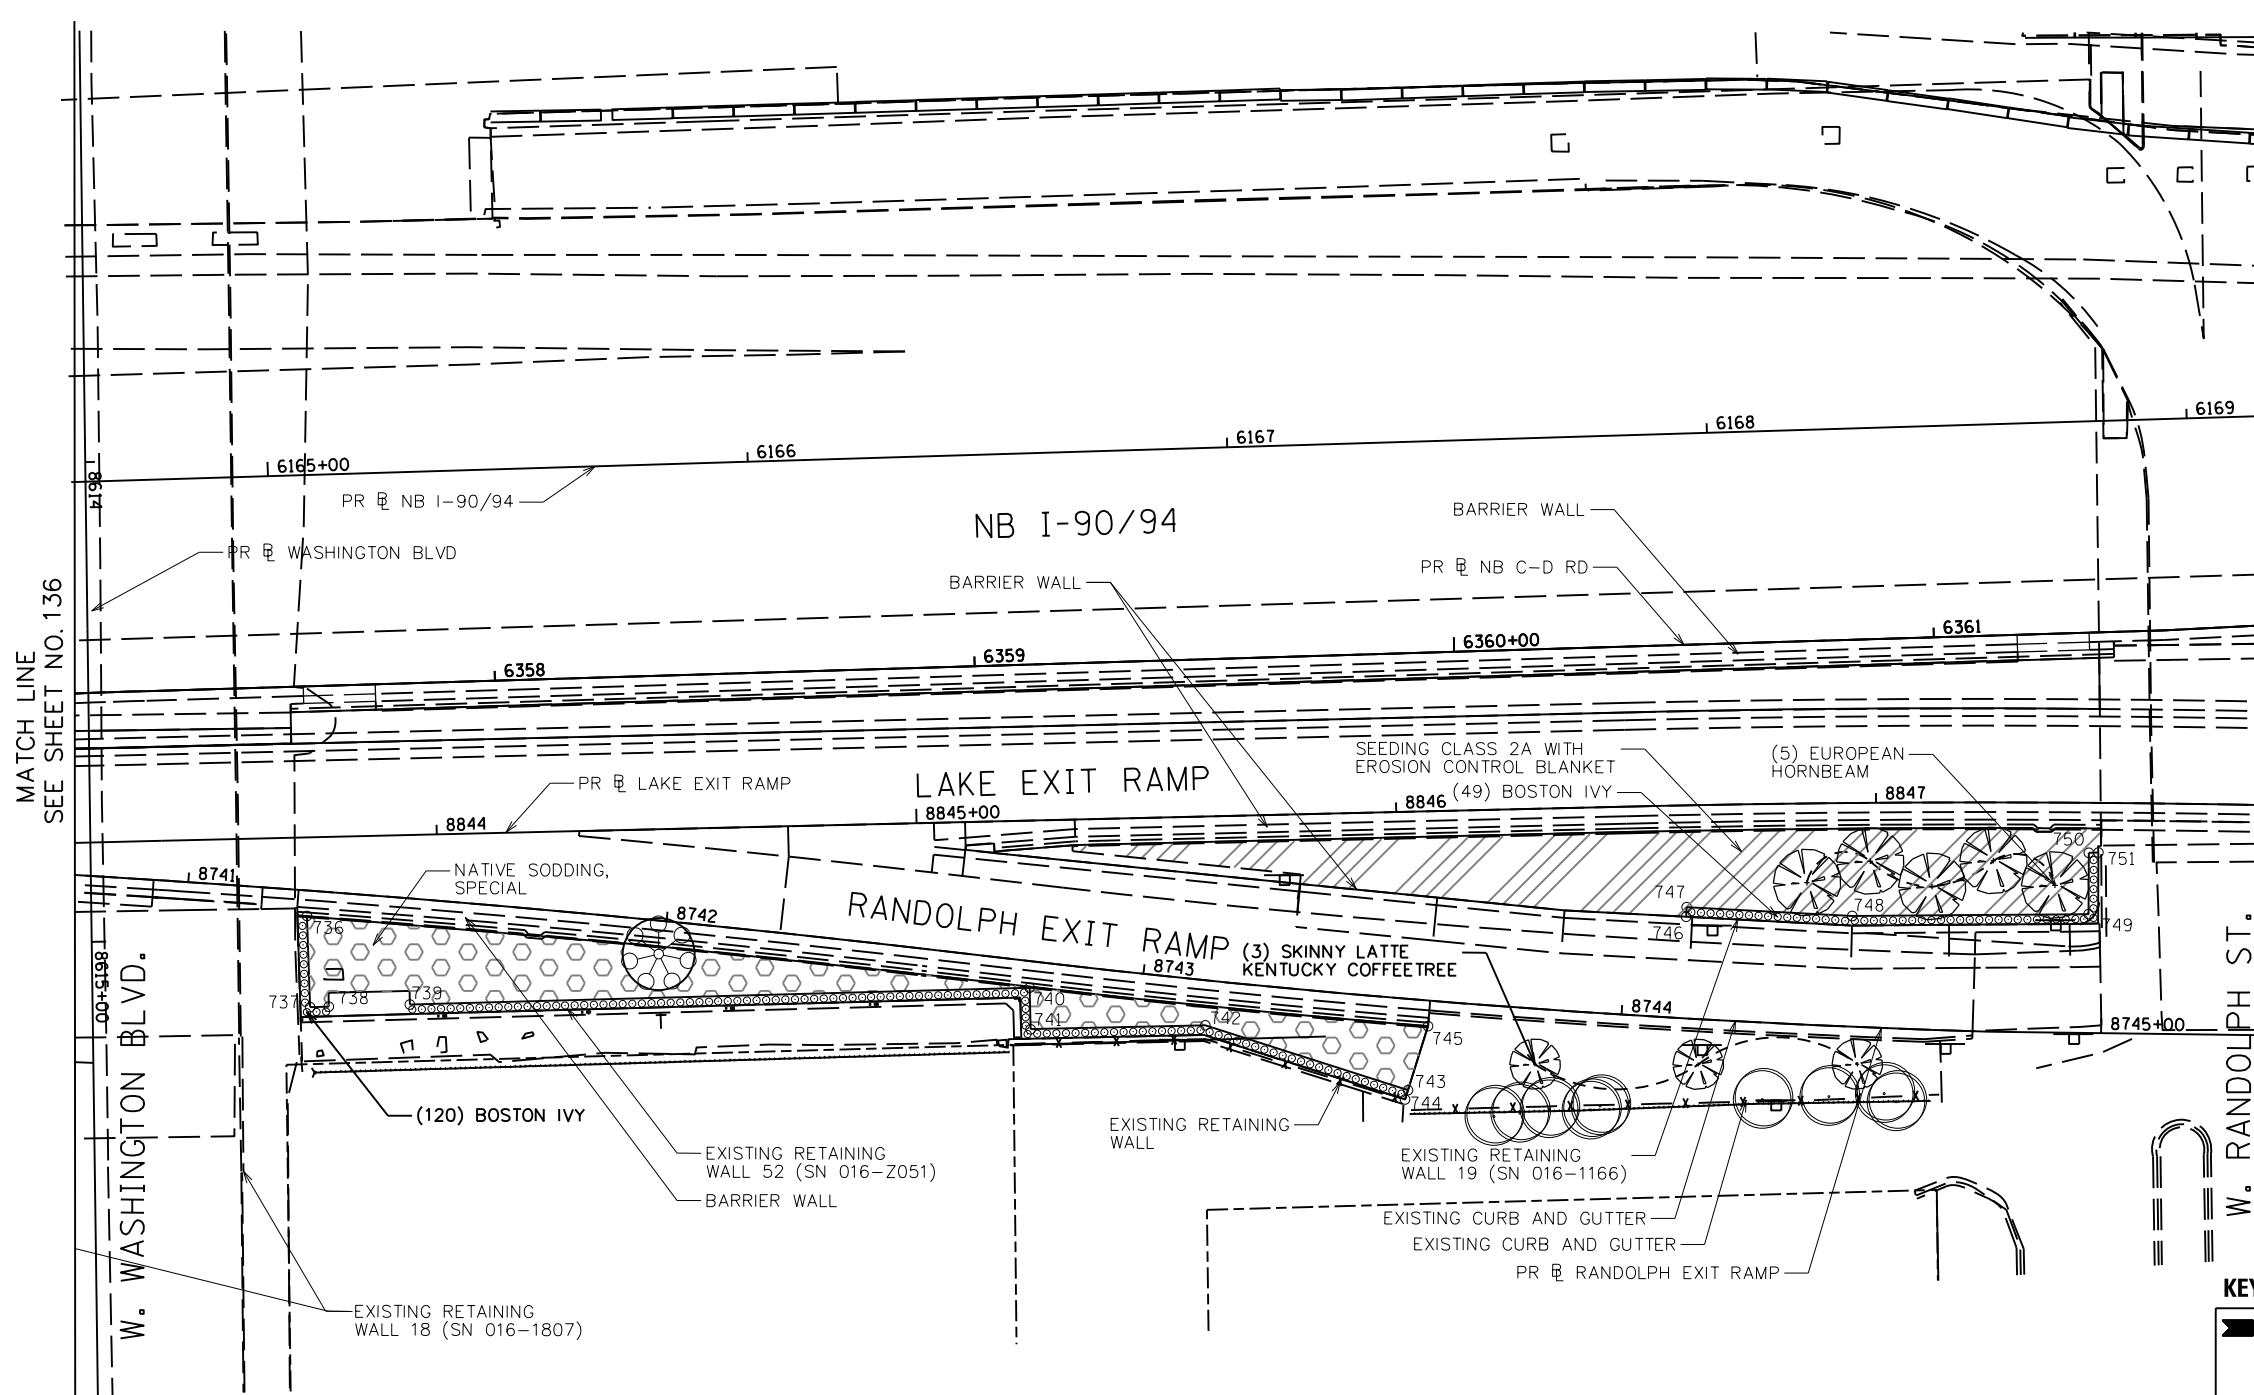 6169
6168
6167
6166
6165+00
8614
PR ⅊ NB I-90/94
BARRIER WALL
NB I-90/94
PR ⅊ WASHINGTON BLVD
PR ⅊ NB C-D RD
BARRIER WALL
MATCH LINE
SEE SHEET NO. 136
6361
6360+00
6359
6358
SEEDING CLASS 2A WITH
EROSION CONTROL BLANKET
(5) EUROPEAN
HORNBEAM
(49) BOSTON IVY
PR ⅊ LAKE EXIT RAMP
LAKE EXIT RAMP
8847
8846
8845+00
8844
750
751
NATIVE SODDING,
SPECIAL
8741
747
748
746
749
RANDOLPH EXIT RAMP
8742
736
(3) SKINNY LATTE
KENTUCKY COFFEETREE
8743
8615+00
737
738
739
740
741
742
745
8744
8745+00
743
744
(120) BOSTON IVY
EXISTING RETAINING
WALL
EXISTING RETAINING
WALL 52 (SN 016-Z051)
EXISTING RETAINING
WALL 19 (SN 016-1166)
BARRIER WALL
EXISTING CURB AND GUTTER
EXISTING CURB AND GUTTER
PR ⅊ RANDOLPH EXIT RAMP
W. WASHINGTON BLVD.
W. RANDOLPH ST.
EXISTING RETAINING
WALL 18 (SN 016-1807)